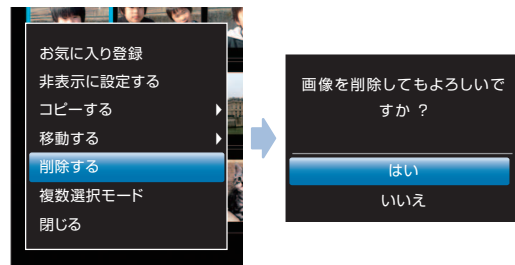 お気に入り登録
非表示に設定する
コピーする
移動する
削除する
複数選択モード
閉じる
画像を削除してもよろしいで
すか ?
はい
いいえ